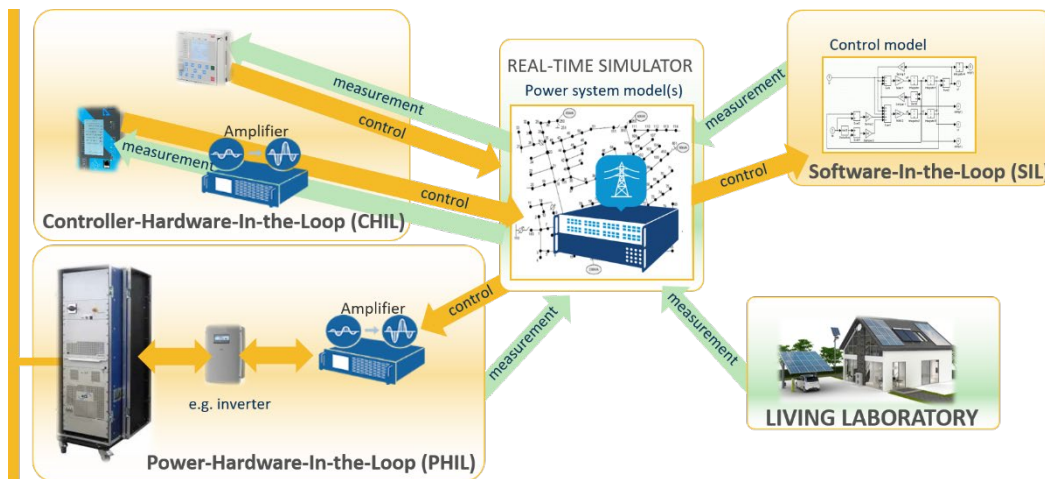 measurement
control
Amplifier
measurement
control
Controller-Hardware-In-the-Loop (CHIL)
REAL-TIME SIMULATOR
Power system model(s)
measurement
control
Control model
Software-In-the-Loop (SIL)
Amplifier
control
measurement
e.g. inverter
Power-Hardware-In-the-Loop (PHIL)
measurement
LIVING LABORATORY